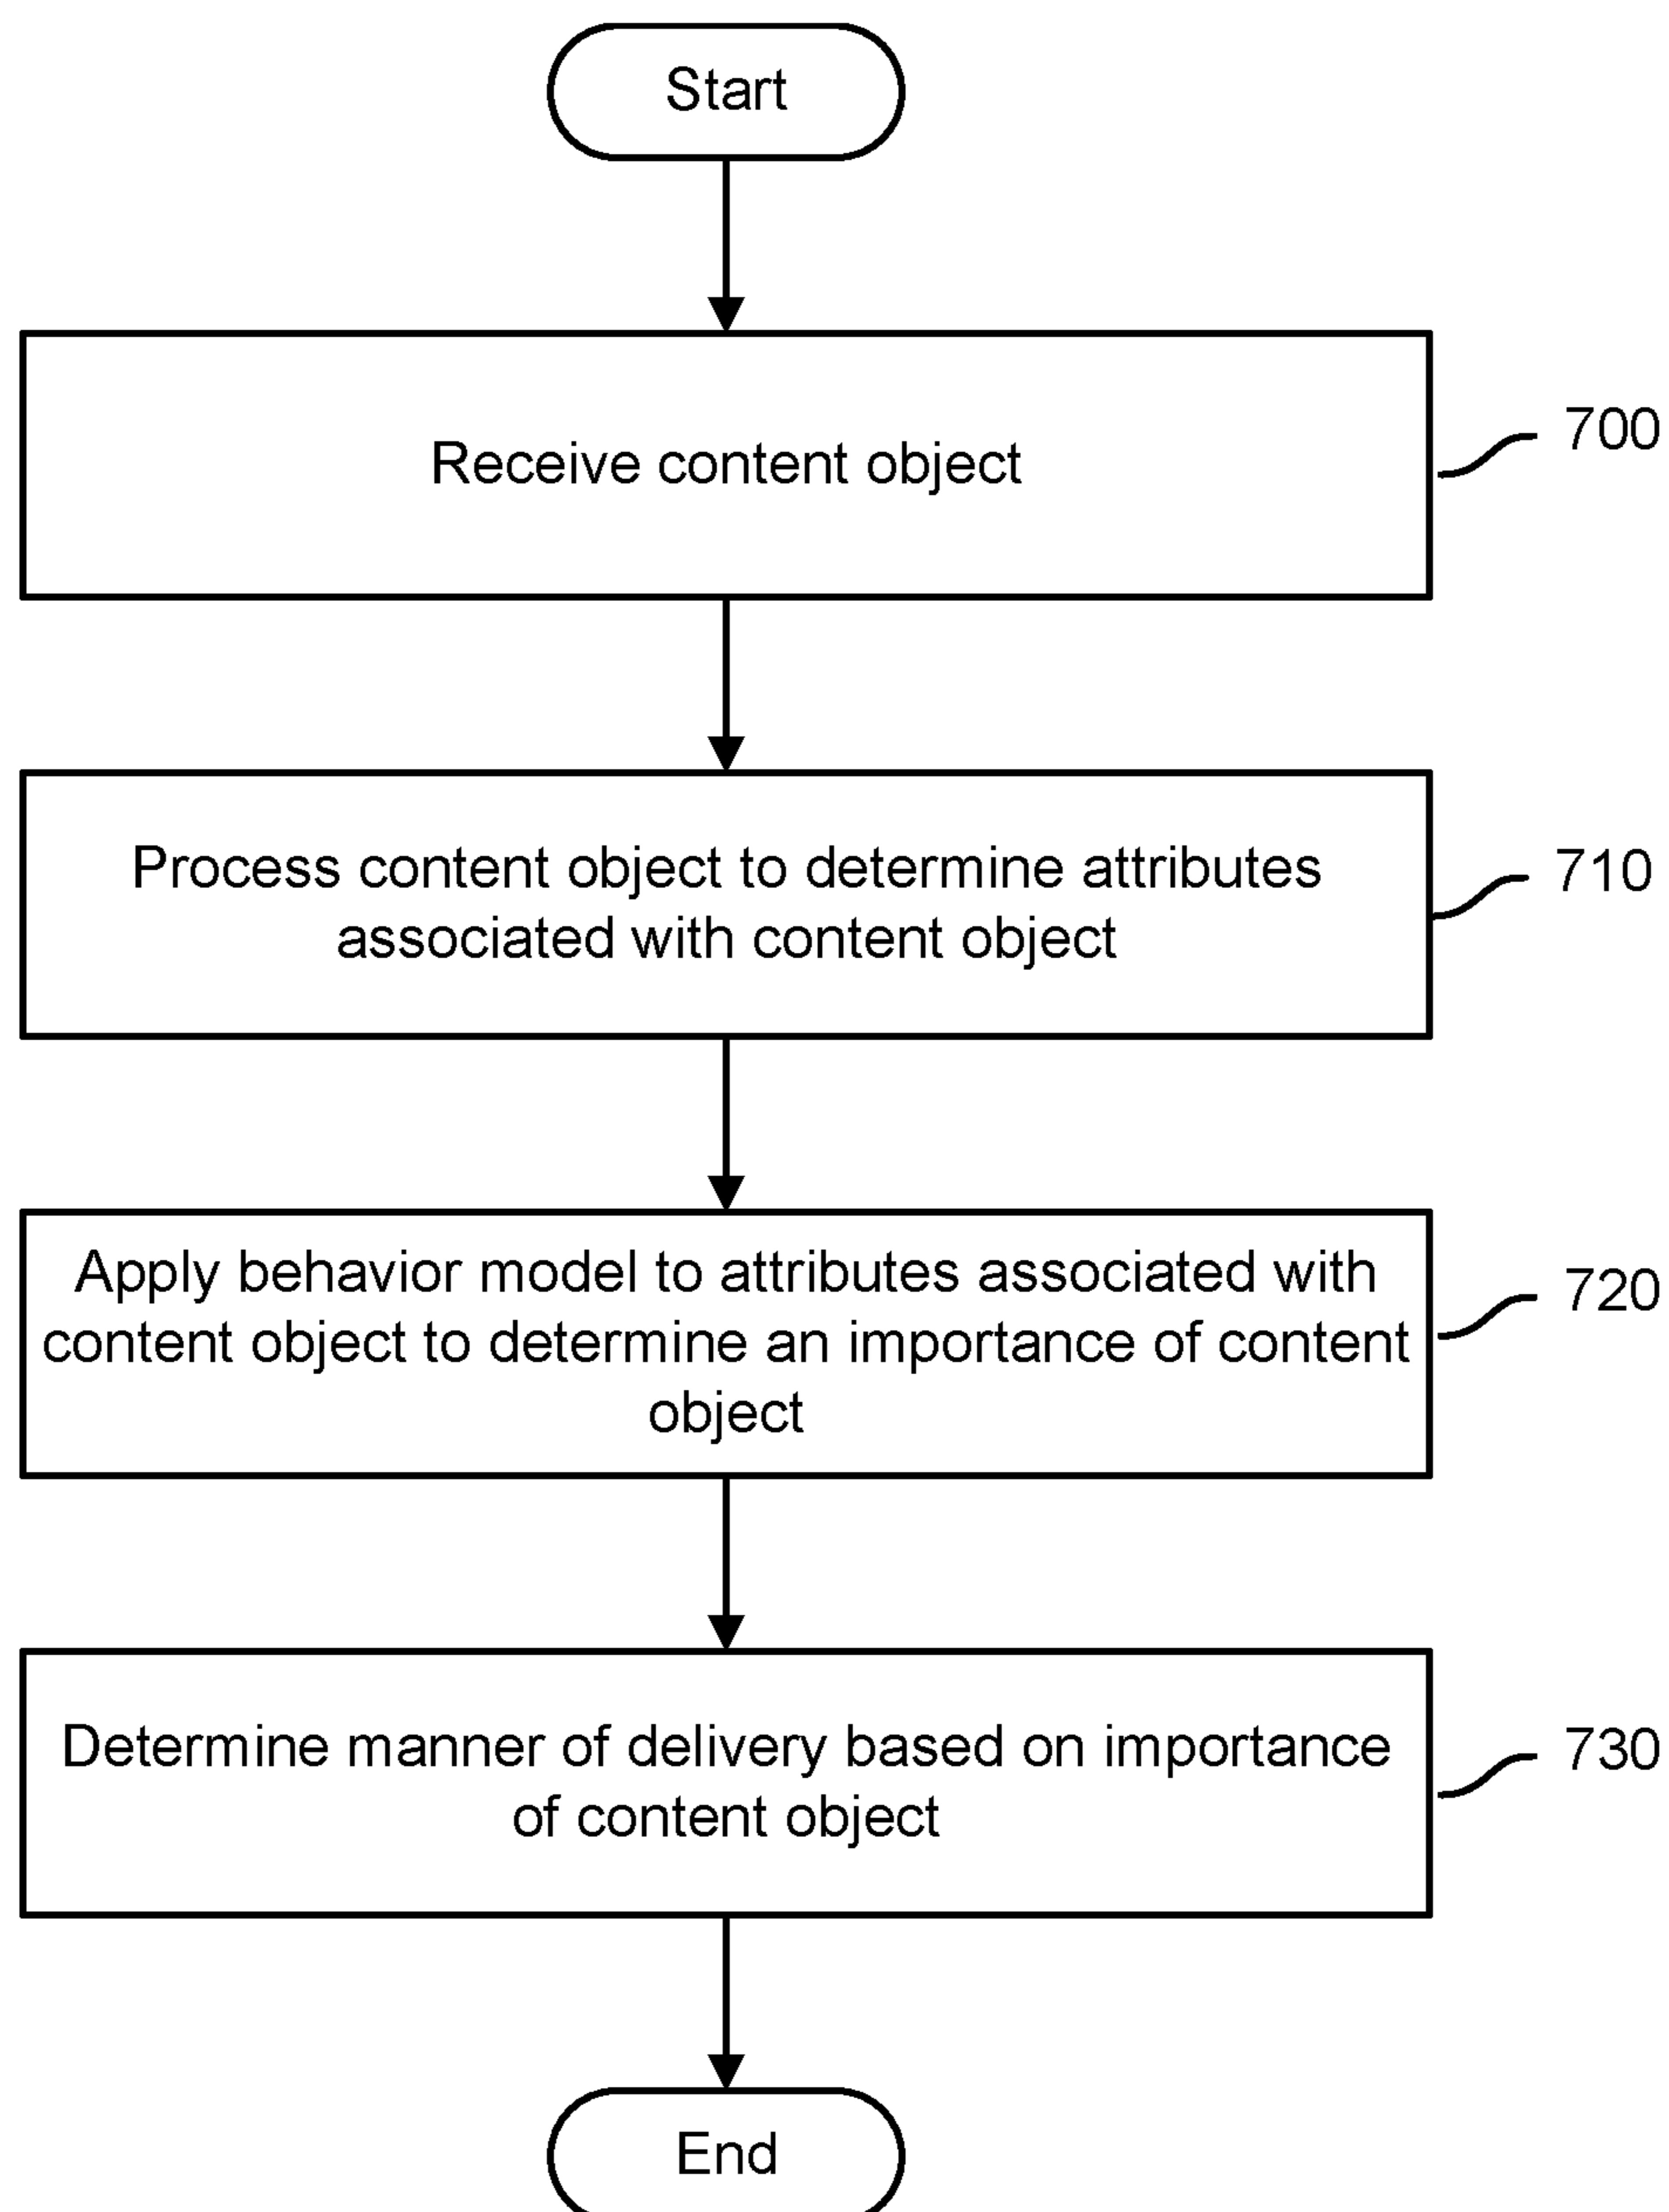 Start
Receive content object
700
Process content object to determine attributes
associated with content object
710
Apply behavior model to attributes associated with
content object to determine an importance of content
object
720
Determine manner of delivery based on importance
of content object
730
End